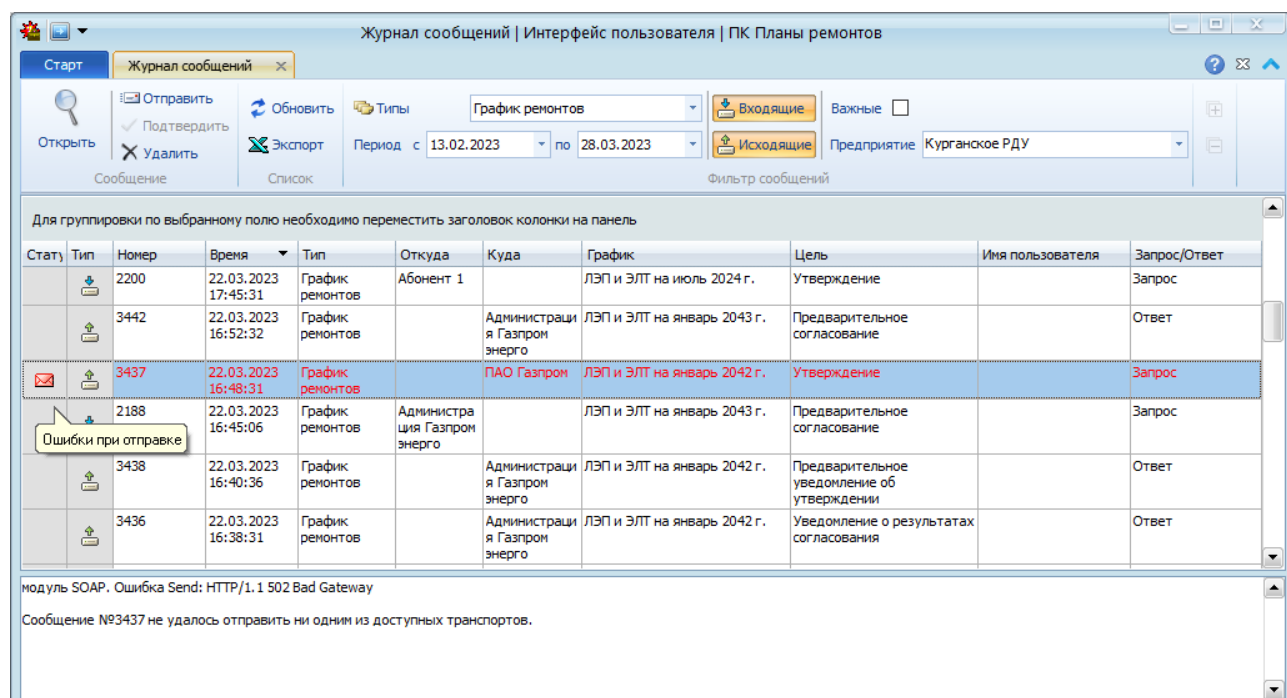 Журнал сообщений | Интерфейс пользователя | ПК Планы ремонтов
Старт Журнал сообщений
Открыть Отправить Подтвердить Удалить Сообщение
Обновить Экспорт Список
Типы График ремонтов Входящие Важные
Период с 13.02.2023 по 28.03.2023 Исходящие Предприятие Курганское РДУ
Фильтр сообщений
Для группировки по выбранному полю необходимо переместить заголовок колонки на панель
Стату Тип Номер Время Тип Откуда Куда График Цель Имя пользователя Запрос/Ответ
2200 22.03.2023 График Абонент 1 ЛЭП и ЭЛТ на июль 2024 г. Утверждение Запрос
17:45:31 ремонтов
3442 22.03.2023 График Администраци ЛЭП и ЭЛТ на январь 2043 г. Предварительное Ответ
16:52:32 ремонтов я Газпром согласование
энерго
3437 22.03.2023 График ПАО Газпром ЛЭП и ЭЛТ на январь 2042 г. Утверждение Запрос
16:48:31 ремонтов
2188 22.03.2023 График Администра ЛЭП и ЭЛТ на январь 2043 г. Предварительное Запрос
16:45:06 ремонтов ция Газпром согласование
энерго
Ошибки при отправке
3438 22.03.2023 График Администраци ЛЭП и ЭЛТ на январь 2042 г. Предварительное Ответ
16:40:36 ремонтов я Газпром уведомление об
энерго утверждении
3436 22.03.2023 График Администраци ЛЭП и ЭЛТ на январь 2042 г. Уведомление о результатах Ответ
16:38:31 ремонтов я Газпром согласования
энерго
модуль SOAP. Ошибка Send: HTTP/1.1 502 Bad Gateway
Сообщение №3437 не удалось отправить ни одним из доступных транспортов.